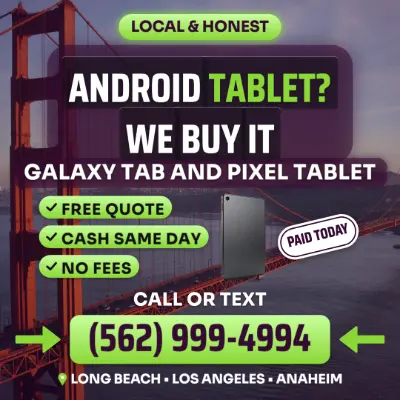 LOCAL & HONEST
ANDROID TABLET?
WE BUY IT
GALAXY TAB AND PIXEL TABLET
FREE QUOTE
CASH SAME DAY
NO FEES
PAID TODAY
CALL OR TEXT
(562) 999-4994
LONG BEACH • LOS ANGELES • ANAHEIM